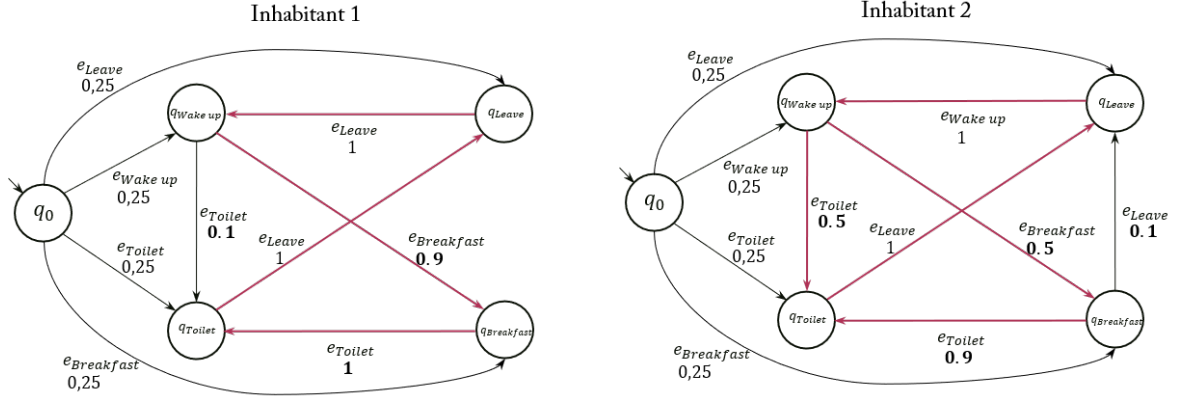 Inhabitant 1
e_Leave
0,25
q_Wake up
q_Leave
e_Leave
1
e_Wake up
0,25
q_0
e_Toilet
0.1
e_Toilet
0,25
e_Leave
1
e_Breakfast
0.9
q_Toilet
q_Breakfast
e_Toilet
1
e_Breakfast
0,25
Inhabitant 2
e_Leave
0,25
q_Wake up
q_Leave
e_Wake up
1
e_Wake up
0,25
q_0
e_Toilet
0.5
e_Toilet
0,25
e_Leave
1
e_Breakfast
0.5
e_Leave
0.1
q_Toilet
q_Breakfast
e_Toilet
0.9
e_Breakfast
0,25